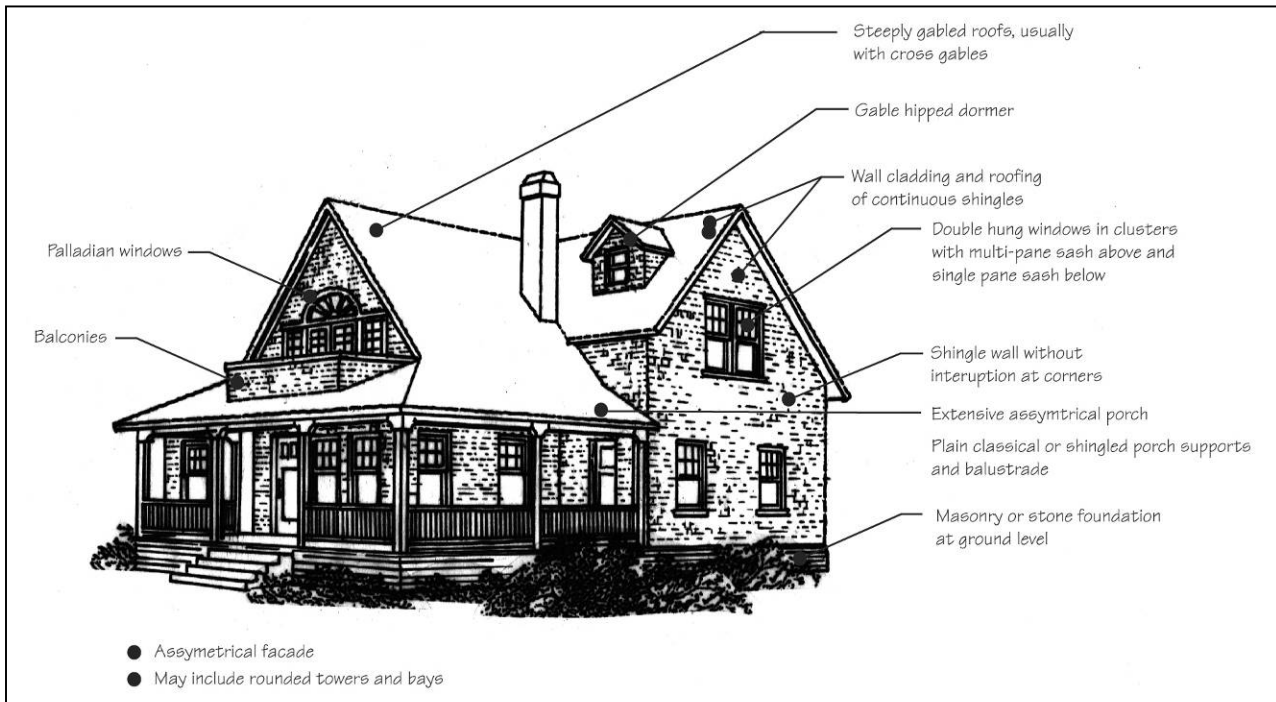 Steeply gabled roofs, usually
with cross gables
Gable hipped dormer
Wall cladding and roofing
of continuous shingles
Double hung windows in clusters
with multi-pane sash above and
single pane sash below
Palladian windows
Balconies
Shingle wall without
interuption at corners
Extensive assymtrical porch
Plain classical or shingled porch supports
and balustrade
Masonry or stone foundation
at ground level
Assymetrical facade
May include rounded towers and bays